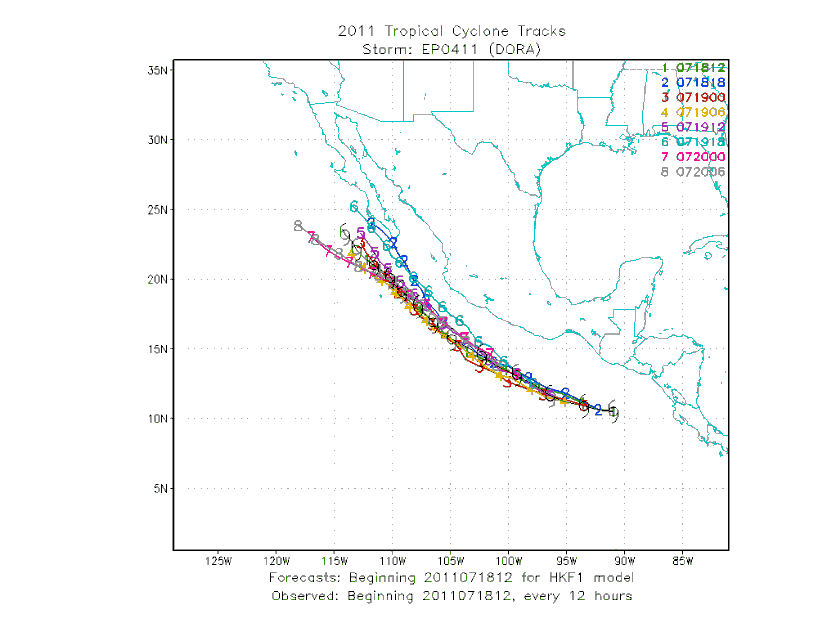 2011 Tropical Cyclone Tracks
Storm: EP0411 (DORA)
35N
30N
25N
20N
15N
10N
5N
1 071812
2 071818
3 071900
4 071906
5 071912
6 071918
7 072000
8 072006
125W 120W 115W 110W 105W 100W 95W 90W 85W
Forecasts: Beginning 2011071812 for HKF1 model
Observed: Beginning 2011071812, every 12 hours